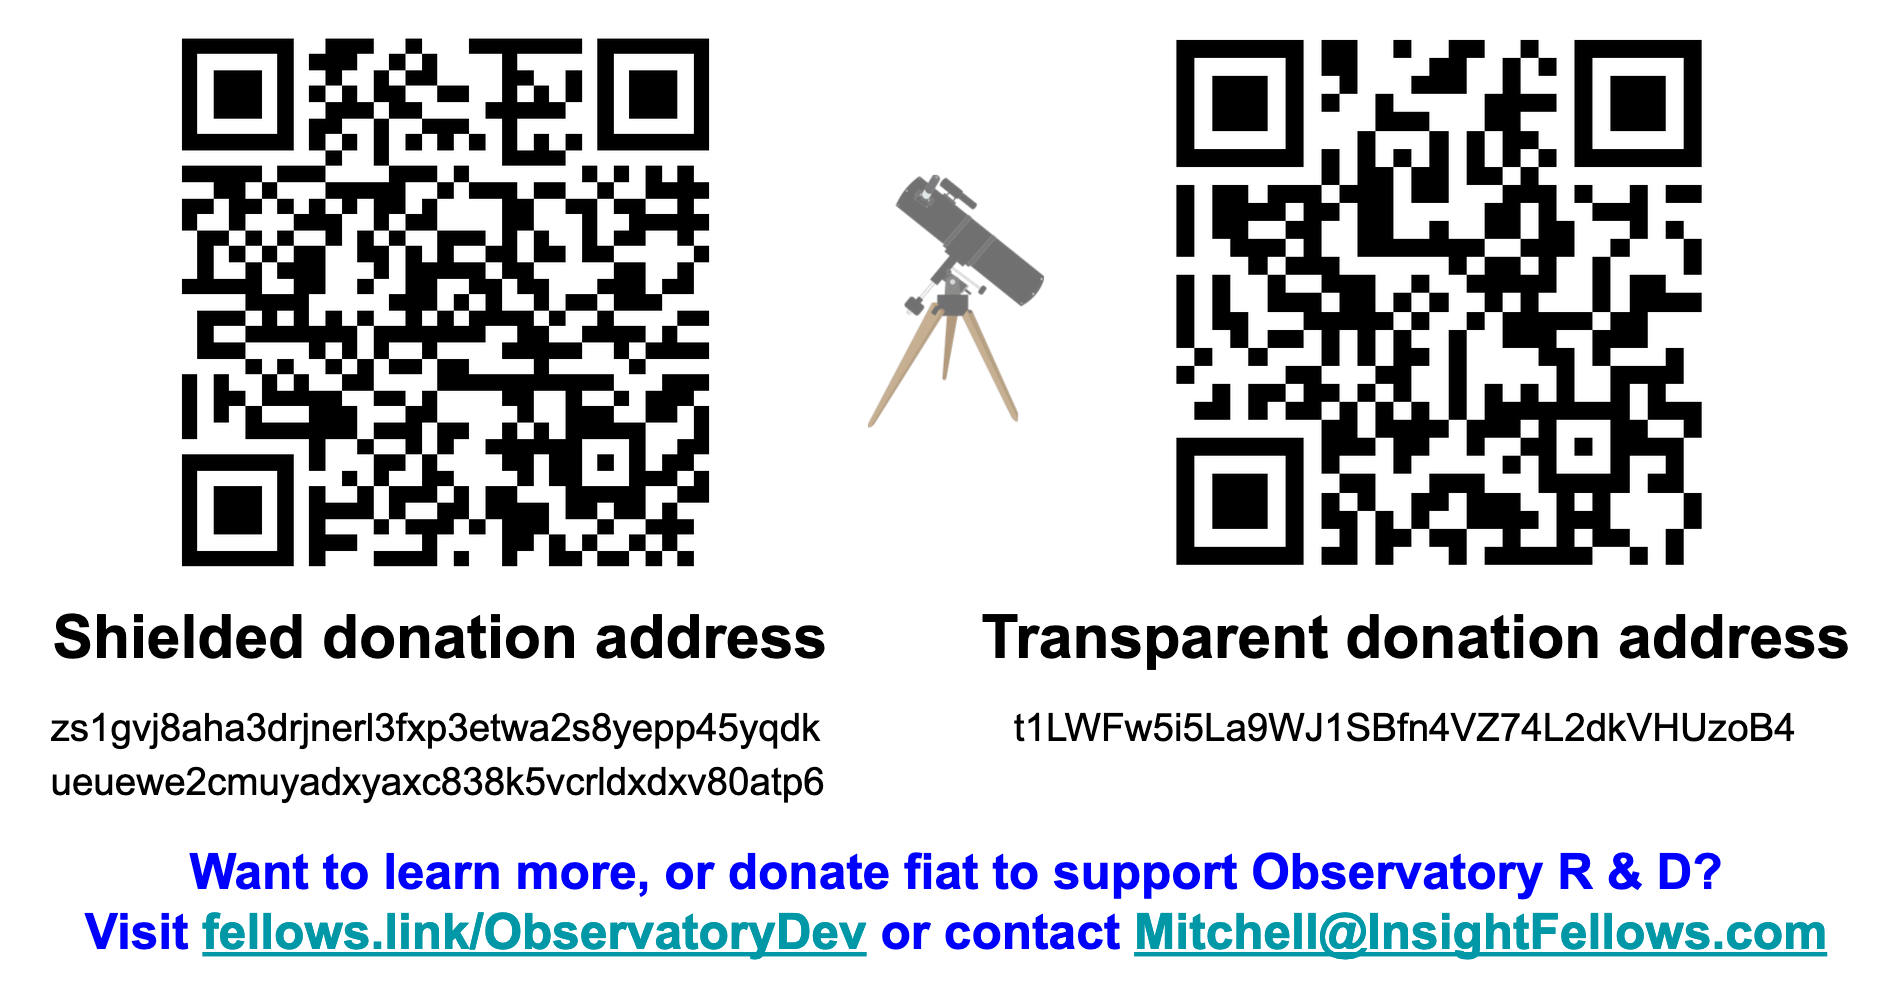 Shielded donation address
Transparent donation address
zs1gvj8aha3drjnerl3fxp3etwa2s8yepp45yqdk
ueuewe2cmuyadxyaxc838k5vcrldxdxv80atp6
t1LWFw5i5La9WJ1SBfn4VZ74L2dkVHUzoB4
Want to learn more, or donate fiat to support Observatory R & D?
Visit fellows.link/ObservatoryDev or contact Mitchell@InsightFellows.com